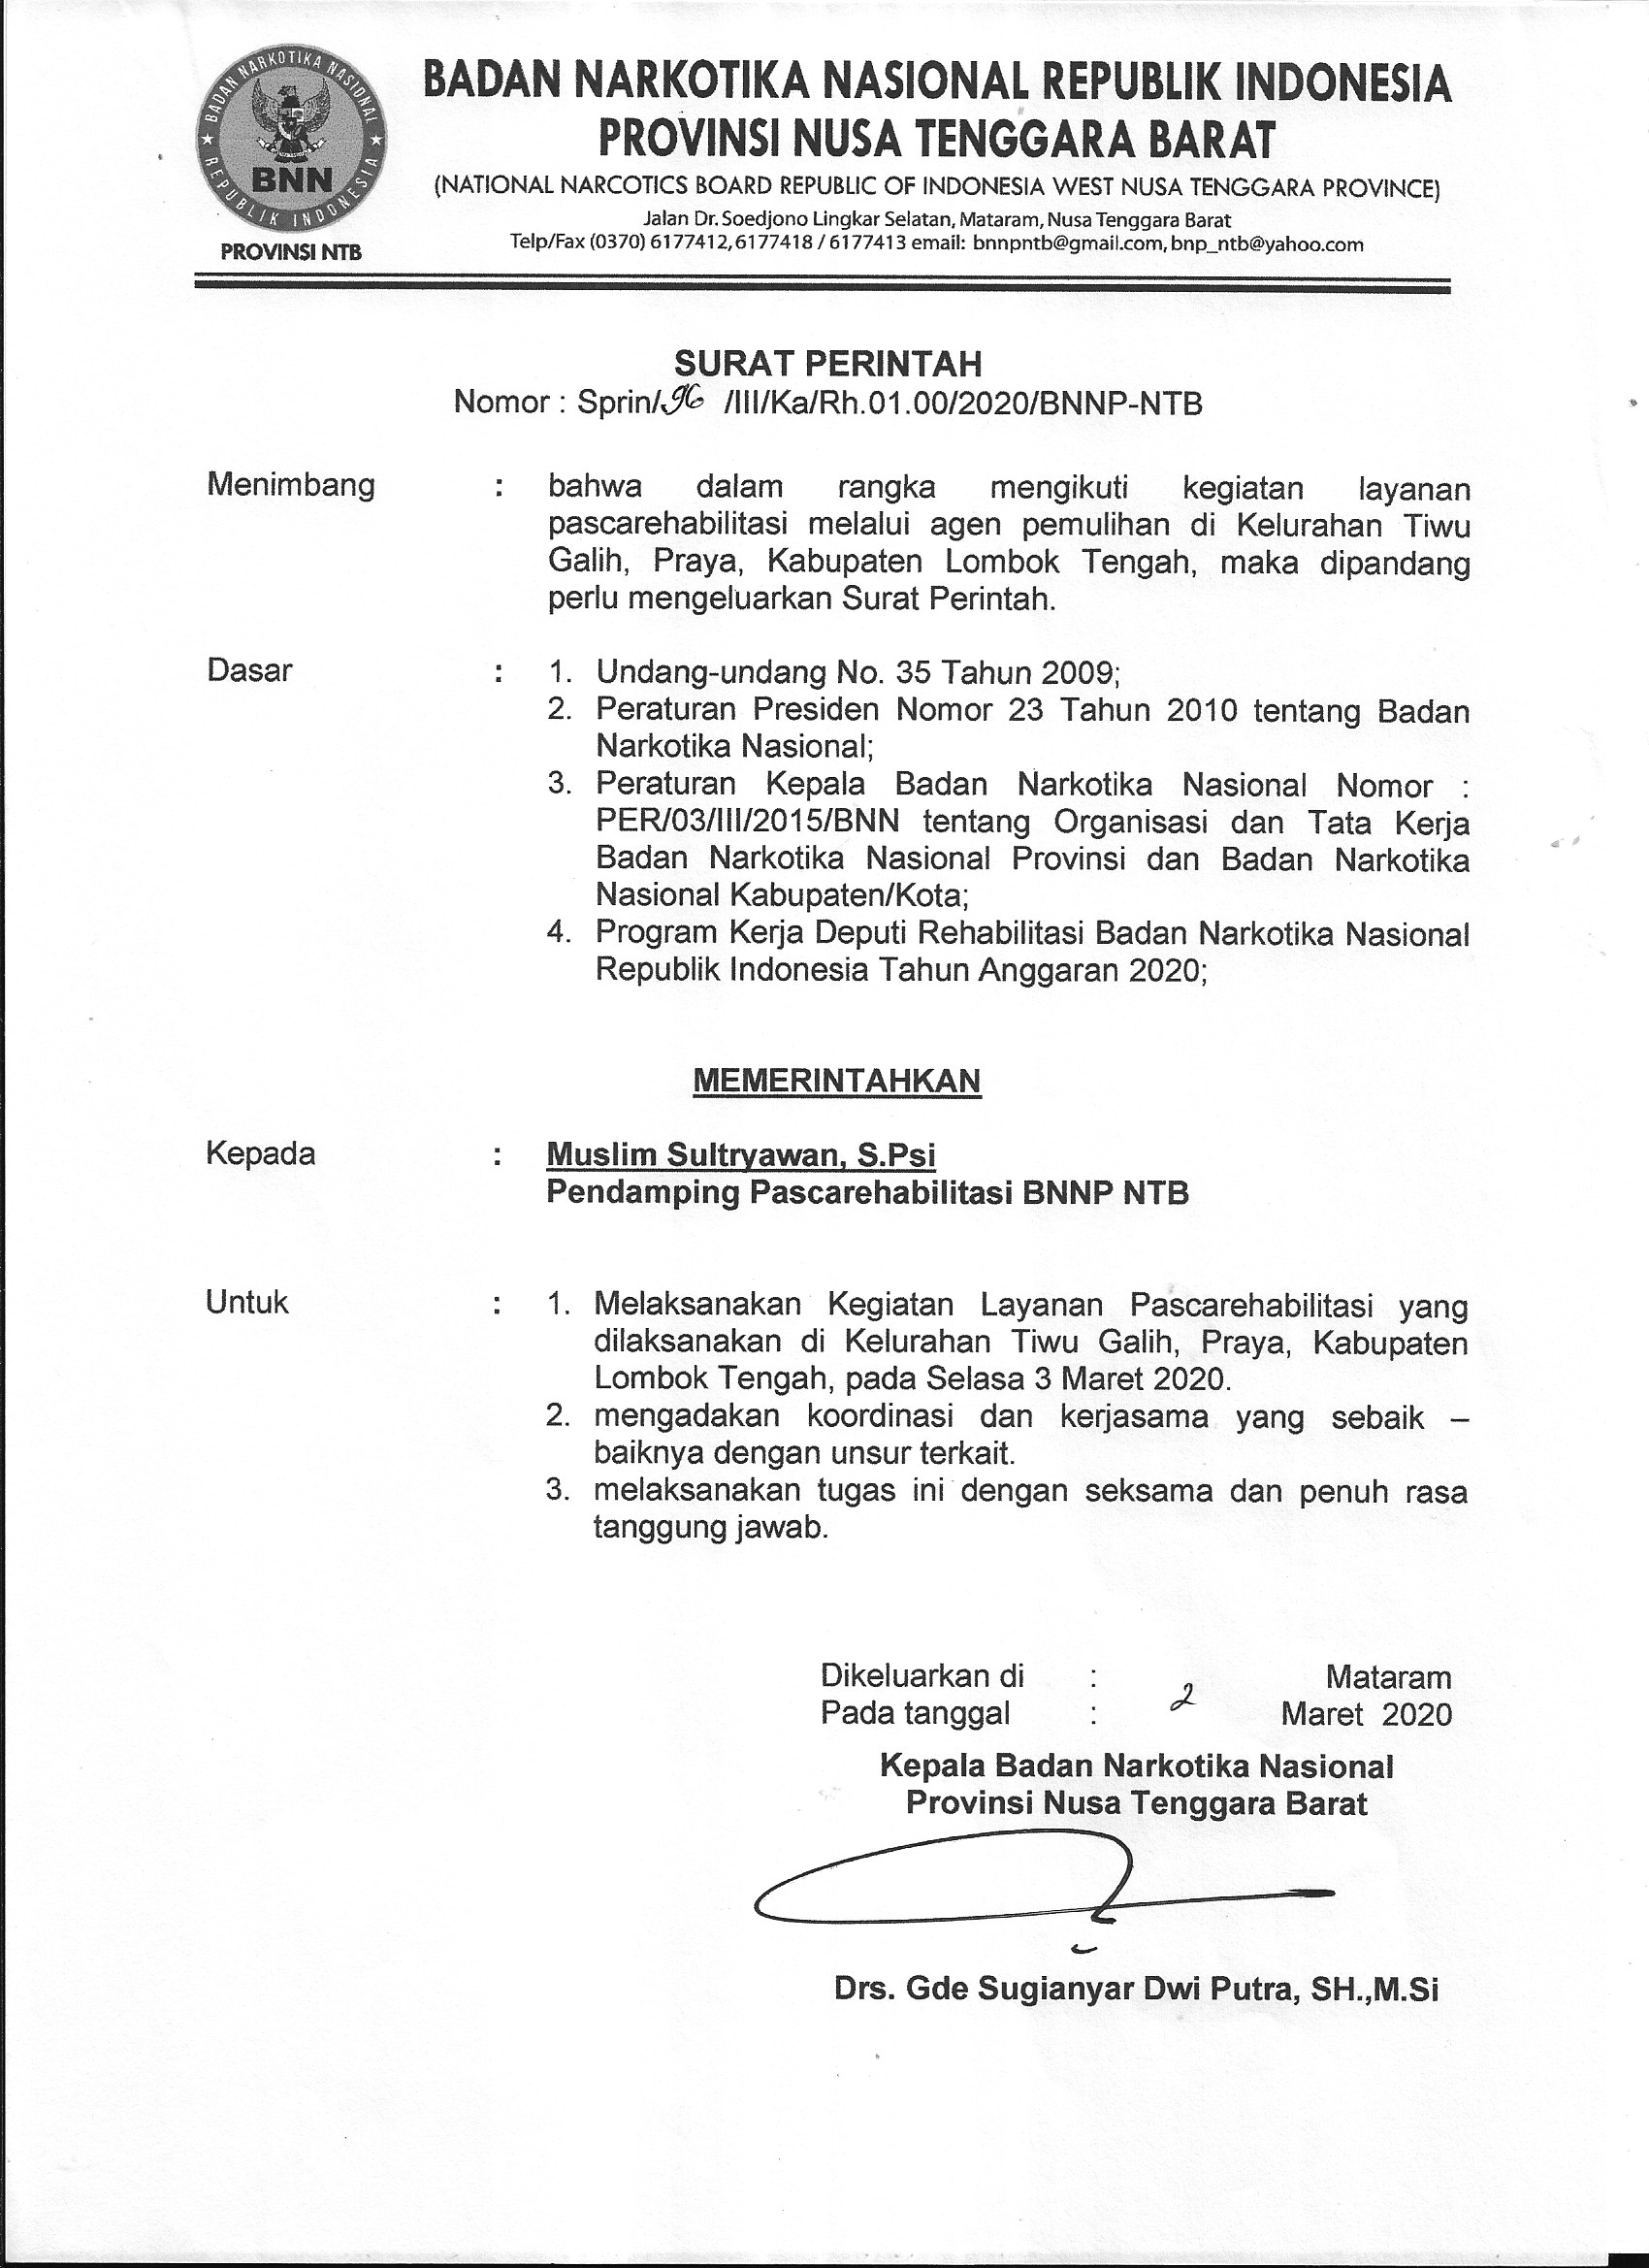 BADAN NARKOTIKA NASIONAL
REPUBLIK INDONESIA
BNN
PROVINSI NTB
BADAN NARKOTIKA NASIONAL REPUBLIK INDONESIA
PROVINSI NUSA TENGGARA BARAT
(NATIONAL NARCOTICS BOARD REPUBLIC OF INDONESIA WEST NUSA TENGGARA PROVINCE)
Jalan Dr. Soedjono Lingkar Selatan, Mataram, Nusa Tenggara Barat
Telp/Fax (0370) 6177412, 6177418 / 6177413 email: bnnpntb@gmail.com, bnp_ntb@yahoo.com
SURAT PERINTAH
Nomor : Sprin/96 /III/Ka/Rh.01.00/2020/BNNP-NTB
Menimbang : bahwa dalam rangka mengikuti kegiatan layanan
pascarehabilitasi melalui agen pemulihan di Kelurahan Tiwu
Galih, Praya, Kabupaten Lombok Tengah, maka dipandang
perlu mengeluarkan Surat Perintah.
Dasar : 1. Undang-undang No. 35 Tahun 2009;
2. Peraturan Presiden Nomor 23 Tahun 2010 tentang Badan
Narkotika Nasional;
3. Peraturan Kepala Badan Narkotika Nasional Nomor :
PER/03/III/2015/BNN tentang Organisasi dan Tata Kerja
Badan Narkotika Nasional Provinsi dan Badan Narkotika
Nasional Kabupaten/Kota;
4. Program Kerja Deputi Rehabilitasi Badan Narkotika Nasional
Republik Indonesia Tahun Anggaran 2020;
MEMERINTAHKAN
Kepada : Muslim Sultryawan, S.Psi
Pendamping Pascarehabilitasi BNNP NTB
Untuk : 1. Melaksanakan Kegiatan Layanan Pascarehabilitasi yang
dilaksanakan di Kelurahan Tiwu Galih, Praya, Kabupaten
Lombok Tengah, pada Selasa 3 Maret 2020.
2. mengadakan koordinasi dan kerjasama yang sebaik –
baiknya dengan unsur terkait.
3. melaksanakan tugas ini dengan seksama dan penuh rasa
tanggung jawab.
Dikeluarkan di : Mataram
Pada tanggal : 2 Maret 2020
Kepala Badan Narkotika Nasional
Provinsi Nusa Tenggara Barat
Drs. Gde Sugianyar Dwi Putra, SH.,M.Si